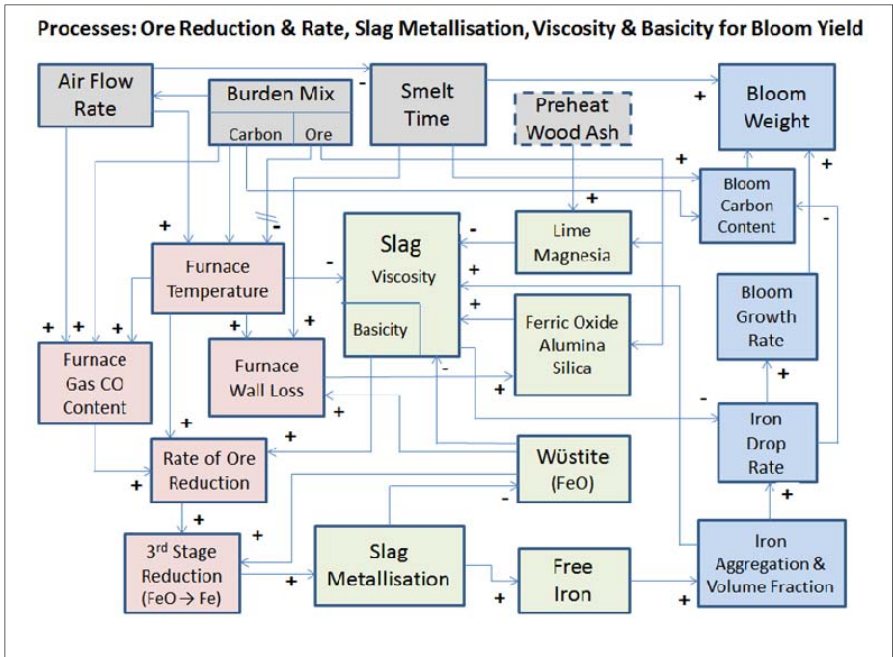 Processes: Ore Reduction & Rate, Slag Metallisation, Viscosity & Basicity for Bloom Yield
Air Flow
Rate
Burden Mix
Carbon
Ore
Smelt
Time
Preheat
Wood Ash
Bloom
Weight
-
+
+
+
Bloom
Carbon
Content
-
+
-
Slag
Viscosity
Basicity
+
-
+
+
Lime
Magnesia
Furnace
Temperature
-
Bloom
Growth
Rate
Ferric Oxide
Alumina
Silica
+
+
+
+
+
Furnace
Gas CO
Content
Furnace
Wall Loss
+
+
-
+
-
Iron
Drop
Rate
+
+
+
Rate of Ore
Reduction
Wüstite
(FeO)
-
+
+
+
3rd Stage
Reduction
(FeO → Fe)
+
Slag
Metallisation
+
Free
Iron
+
Iron
Aggregation &
Volume Fraction